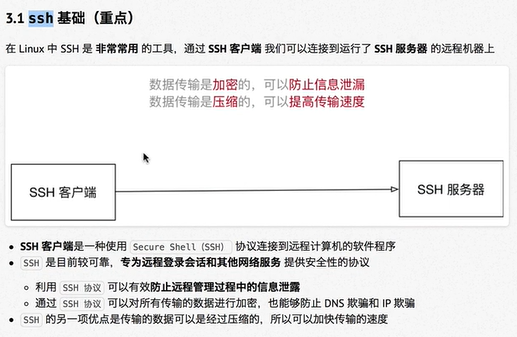 3.1 ssh 基础（重点）
在 Linux 中 SSH 是 非常常用 的工具，通过 SSH 客户端 我们可以连接到运行了 SSH 服务器 的远程机器上
数据传输是加密的，可以防止信息泄漏
数据传输是压缩的，可以提高传输速度
SSH 客户端
SSH 服务器
• SSH 客户端是一种使用 Secure Shell（SSH） 协议连接到远程计算机的软件程序
• SSH 是目前较可靠，专为远程登录会话和其他网络服务 提供安全性的协议
◦ 利用 SSH 协议 可以有效防止远程管理过程中的信息泄露
◦ 通过 SSH 协议 可以对所有传输的数据进行加密，也能够防止 DNS 欺骗和 IP 欺骗
• SSH 的另一项优点是传输的数据可以是经过压缩的，所以可以加快传输的速度